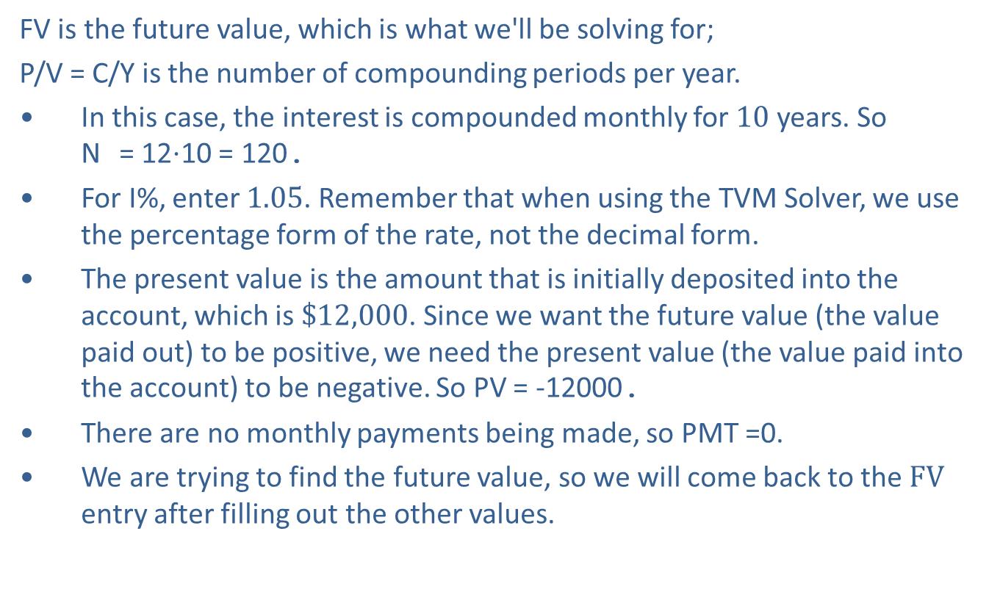 FV is the future value, which is what we'll be solving for;
P/V = C/Y is the number of compounding periods per year.
• In this case, the interest is compounded monthly for 10 years. So
N = 12·10 = 120.
• For I%, enter 1.05. Remember that when using the TVM Solver, we use
the percentage form of the rate, not the decimal form.
• The present value is the amount that is initially deposited into the
account, which is $12,000. Since we want the future value (the value
paid out) to be positive, we need the present value (the value paid into
the account) to be negative. So PV = -12000.
• There are no monthly payments being made, so PMT =0.
• We are trying to find the future value, so we will come back to the FV
entry after filling out the other values.